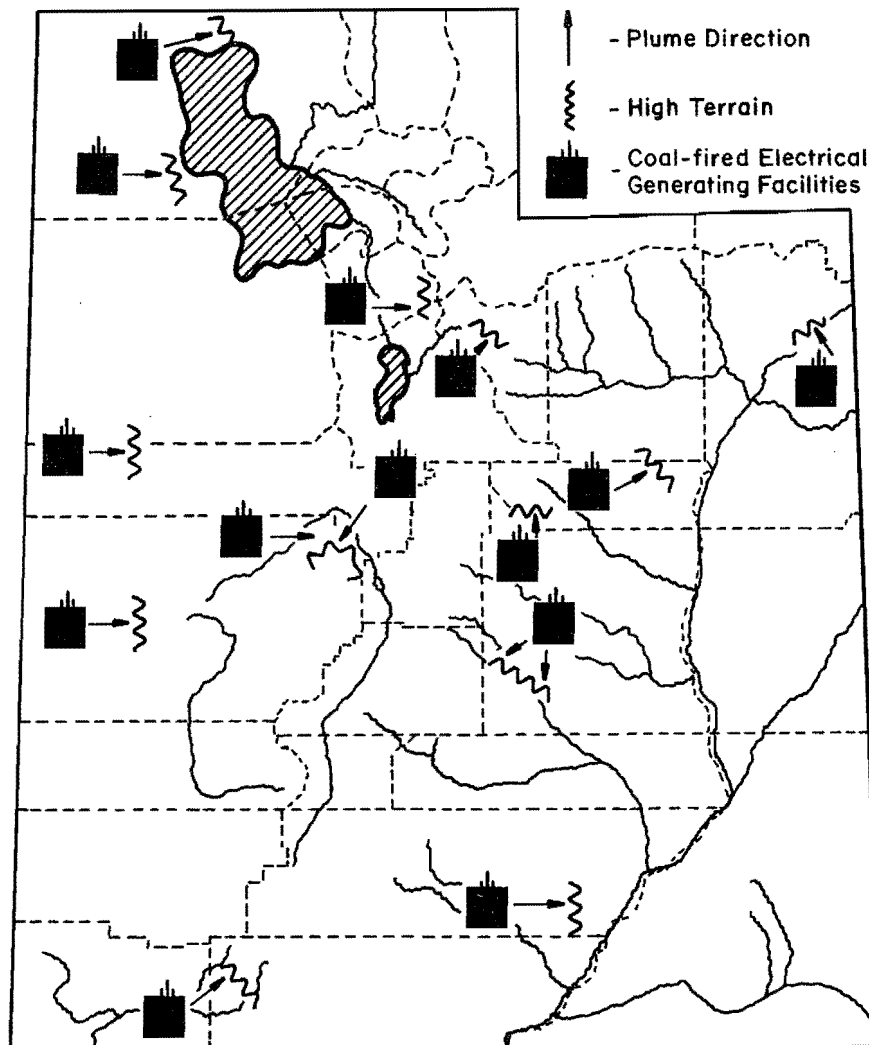 - Plume Direction
- High Terrain
- Coal-fired Electrical
Generating Facilities